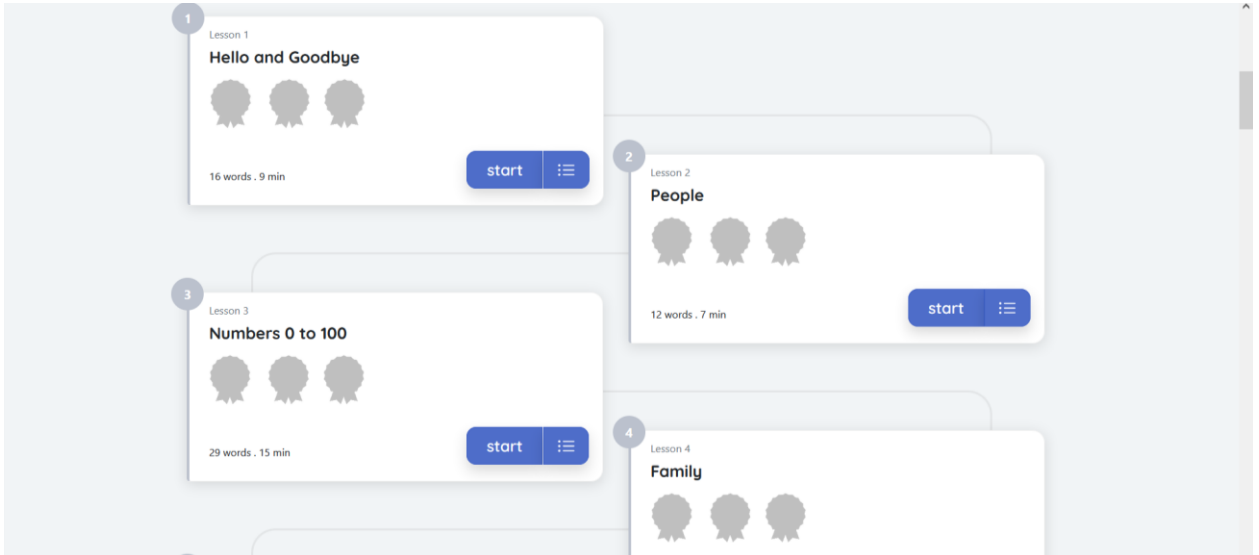 1
Lesson 1
Hello and Goodbye
16 words . 9 min
start
2
Lesson 2
People
12 words . 7 min
start
3
Lesson 3
Numbers 0 to 100
29 words . 15 min
start
4
Lesson 4
Family